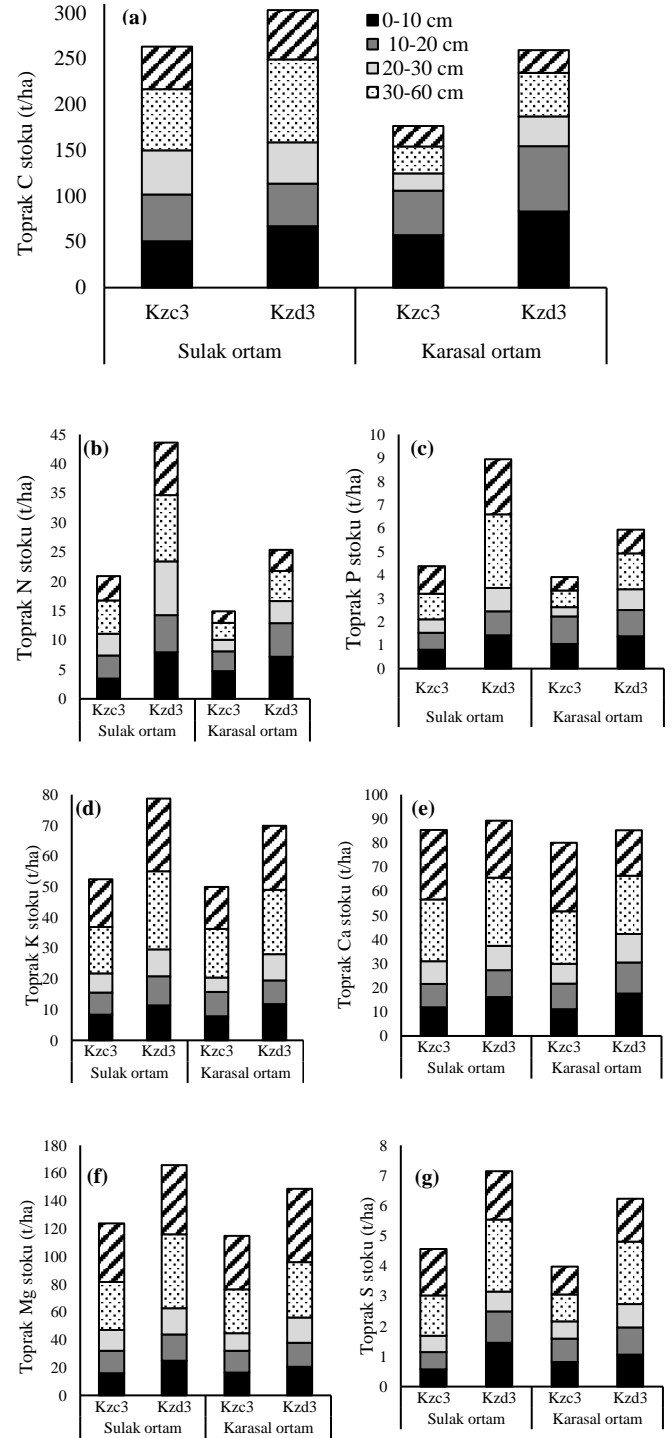 (a)
0-10 cm
10-20 cm
20-30 cm
30-60 cm
Toprak C stoku (t/ha)
300
250
200
150
100
50
0
Kzc3 Kzd3 Kzc3 Kzd3
Sulak ortam Karasal ortam
(b)
Toprak N stoku (t/ha)
45
40
35
30
25
20
15
10
5
0
Kzc3 Kzd3 Kzc3 Kzd3
Sulak ortam Karasal ortam
(c)
Toprak P stoku (t/ha)
10
9
8
7
6
5
4
3
2
1
0
Kzc3 Kzd3 Kzc3 Kzd3
Sulak ortam Karasal ortam
(d)
Toprak K stoku (t/ha)
80
70
60
50
40
30
20
10
0
Kzc3 Kzd3 Kzc3 Kzd3
Sulak ortam Karasal ortam
(e)
Toprak Ca stoku (t/ha)
100
90
80
70
60
50
40
30
20
10
0
Kzc3 Kzd3 Kzc3 Kzd3
Sulak ortam Karasal ortam
(f)
Toprak Mg stoku (t/ha)
180
160
140
120
100
80
60
40
20
0
Kzc3 Kzd3 Kzc3 Kzd3
Sulak ortam Karasal ortam
(g)
Toprak S stoku (t/ha)
8
7
6
5
4
3
2
1
0
Kzc3 Kzd3 Kzc3 Kzd3
Sulak ortam Karasal ortam